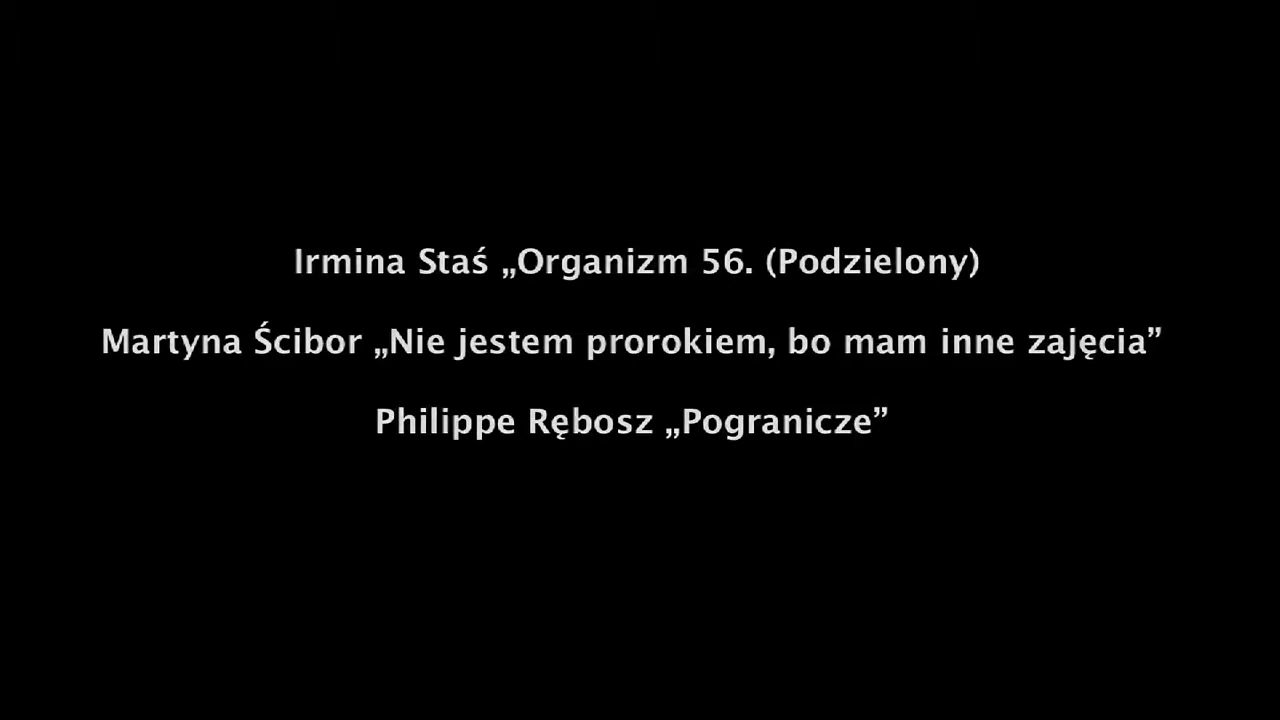 Irmina Staś „Organizm 56. (Podzielony)
Martyna Ścibor „Nie jestem prorokiem, bo mam inne zajęcia”
Philippe Rębosz „Pogranicze”